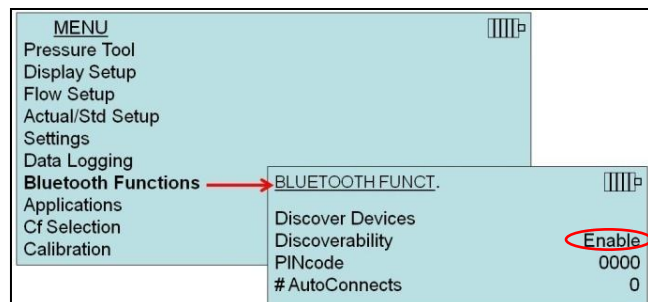 MENU
Pressure Tool
Display Setup
Flow Setup
Actual/Std Setup
Settings
Data Logging
Bluetooth Functions
Applications
Cf Selection
Calibration
BLUETOOTH FUNCT.
Discover Devices
Discoverability Enable
PINcode 0000
# AutoConnects 0